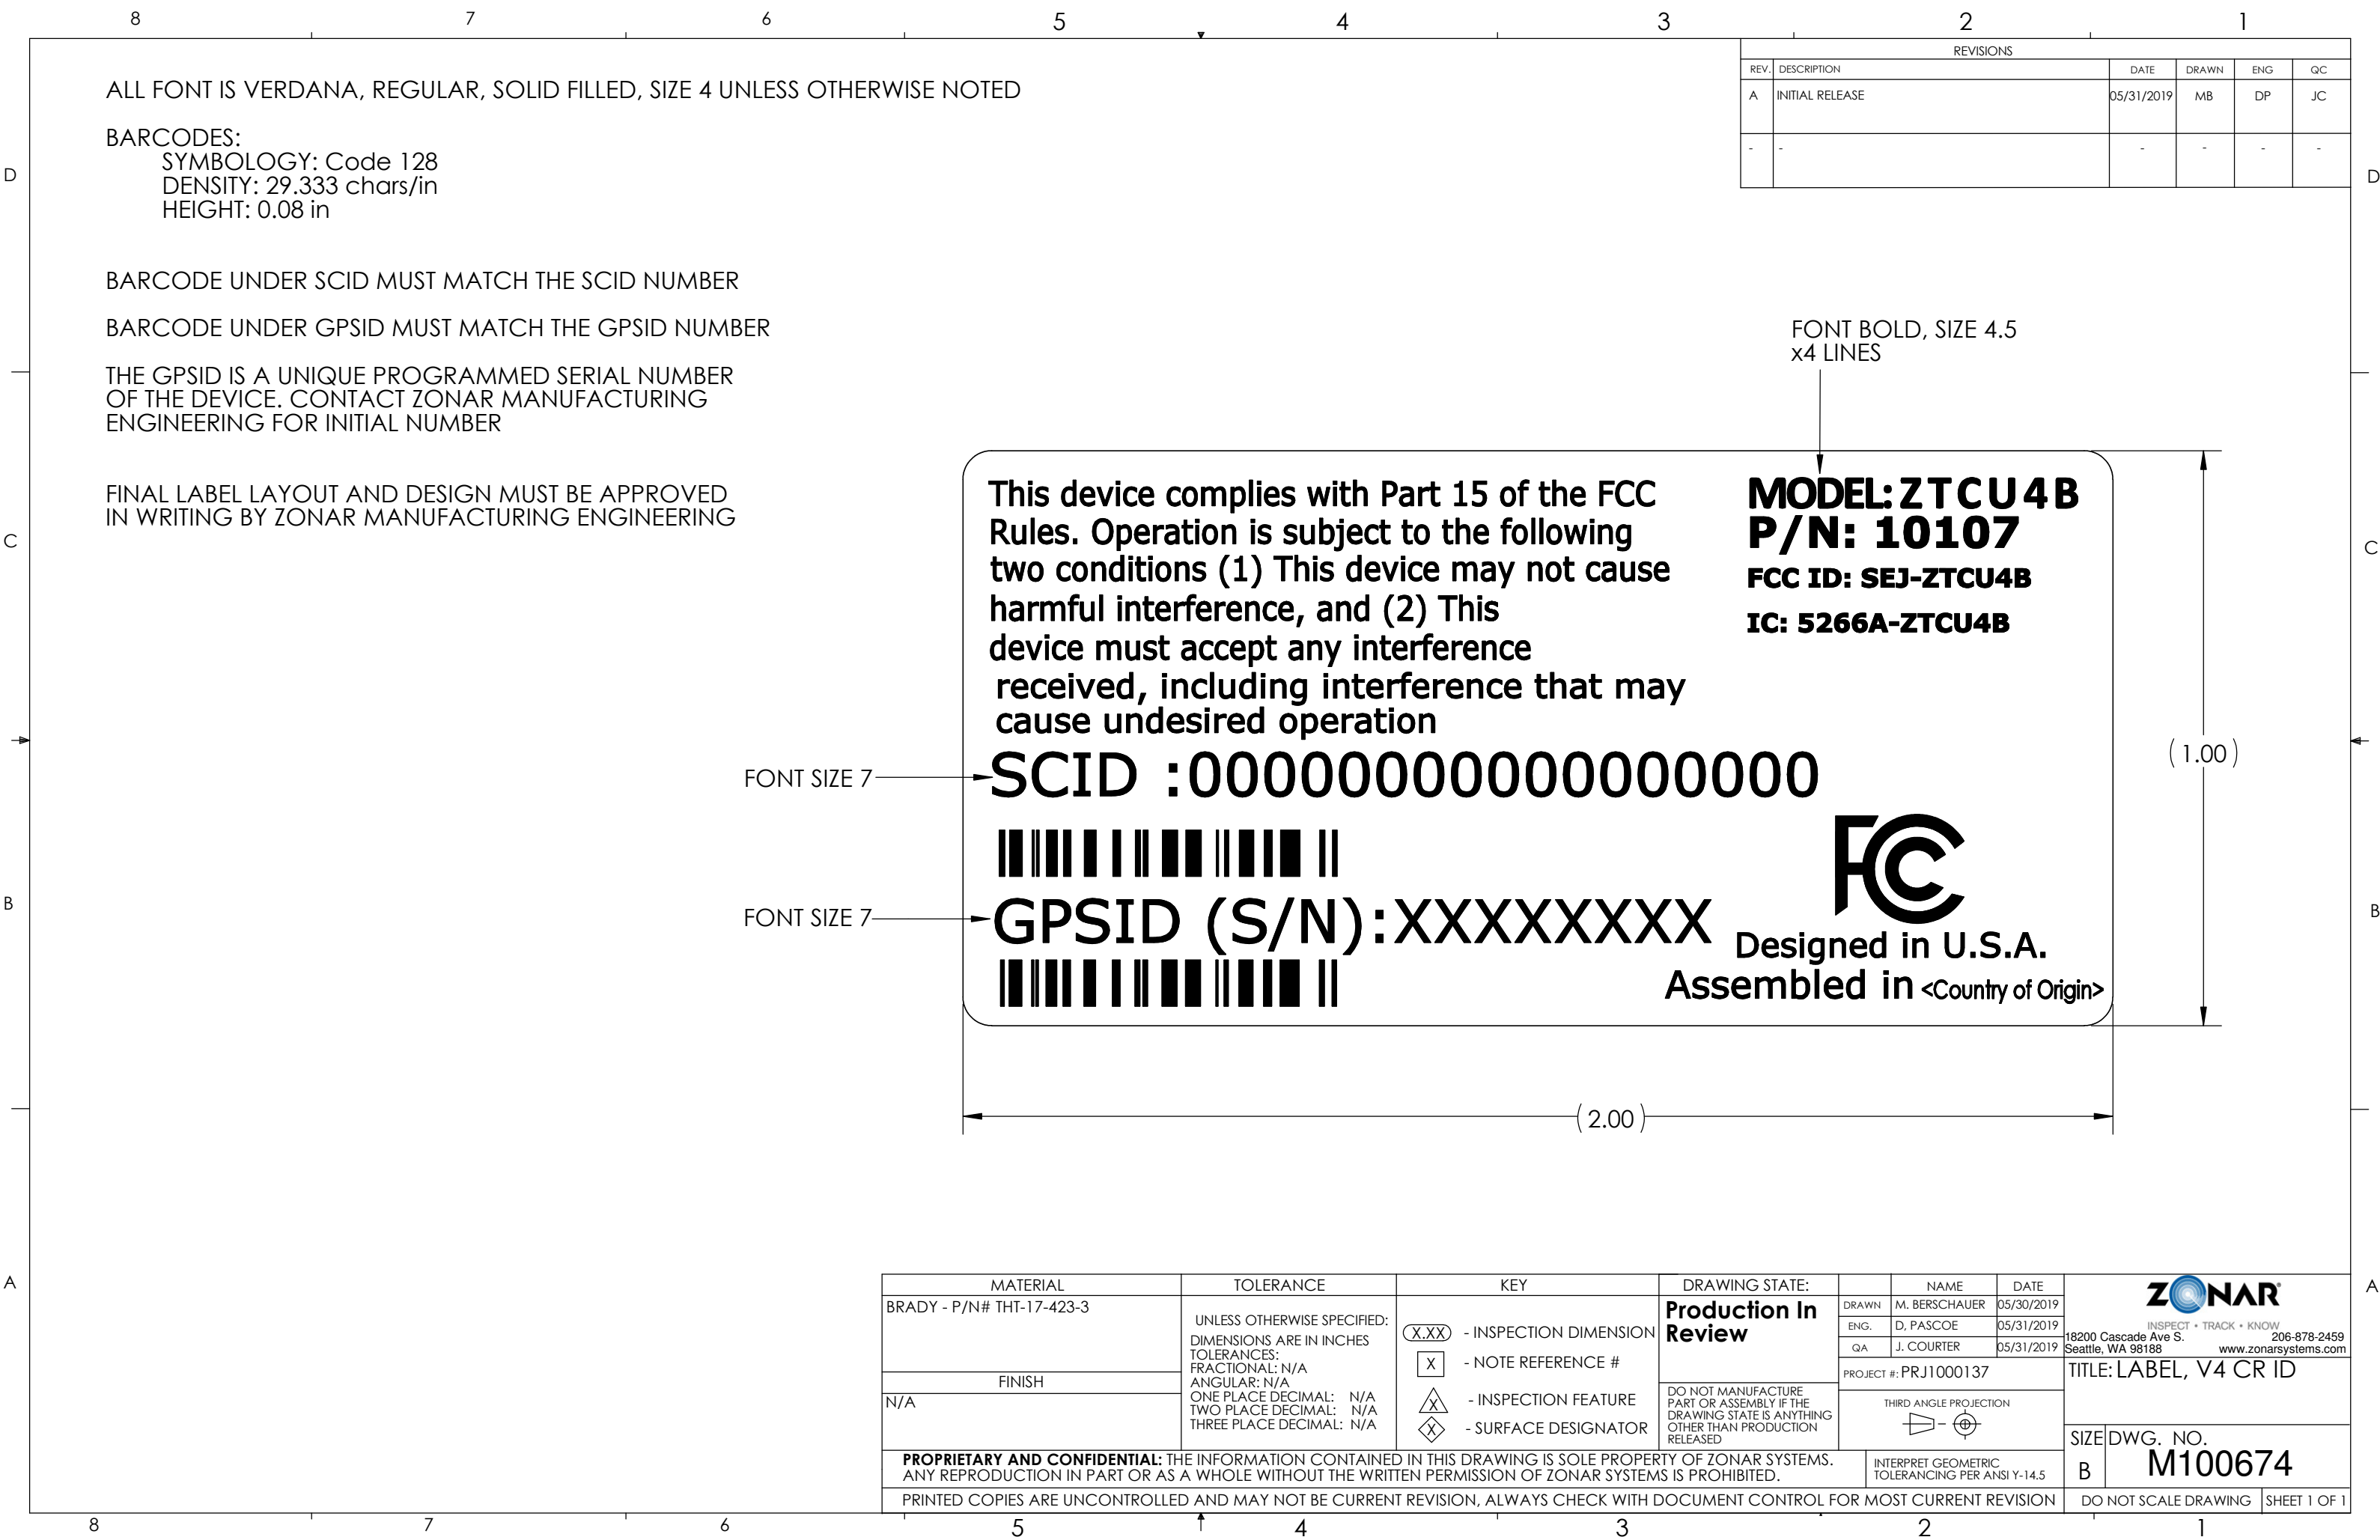 8 7 6 5 4 3 2 1
REVISIONS
REV. DESCRIPTION DATE DRAWN ENG QC
A INITIAL RELEASE 05/31/2019 MB DP JC
- - - - - -
ALL FONT IS VERDANA, REGULAR, SOLID FILLED, SIZE 4 UNLESS OTHERWISE NOTED
BARCODES:
SYMBOLOGY: Code 128
DENSITY: 29.333 chars/in
HEIGHT: 0.08 in
D D
BARCODE UNDER SCID MUST MATCH THE SCID NUMBER
BARCODE UNDER GPSID MUST MATCH THE GPSID NUMBER
THE GPSID IS A UNIQUE PROGRAMMED SERIAL NUMBER
OF THE DEVICE. CONTACT ZONAR MANUFACTURING
ENGINEERING FOR INITIAL NUMBER
FINAL LABEL LAYOUT AND DESIGN MUST BE APPROVED
IN WRITING BY ZONAR MANUFACTURING ENGINEERING
C C
FONT BOLD, SIZE 4.5
x4 LINES
This device complies with Part 15 of the FCC
Rules. Operation is subject to the following
two conditions (1) This device may not cause
harmful interference, and (2) This
device must accept any interference
received, including interference that may
cause undesired operation
MODEL: ZTCU4B
P/N: 10107
FCC ID: SEJ-ZTCU4B
IC: 5266A-ZTCU4B
FONT SIZE 7
SCID :00000000000000000
(1.00)
FONT SIZE 7
GPSID (S/N):XXXXXXXX
FCC
Designed in U.S.A.
Assembled in <Country of Origin>
B B
(2.00)
A A
MATERIAL
BRADY - P/N# THT-17-423-3
FINISH
N/A
TOLERANCE
UNLESS OTHERWISE SPECIFIED:
DIMENSIONS ARE IN INCHES
TOLERANCES:
FRACTIONAL: N/A
ANGULAR: N/A
ONE PLACE DECIMAL: N/A
TWO PLACE DECIMAL: N/A
THREE PLACE DECIMAL: N/A
KEY
X.XX - INSPECTION DIMENSION
X - NOTE REFERENCE #
X - INSPECTION FEATURE
X - SURFACE DESIGNATOR
DRAWING STATE:
Production In
Review
DO NOT MANUFACTURE
PART OR ASSEMBLY IF THE
DRAWING STATE IS ANYTHING
OTHER THAN PRODUCTION
RELEASED
NAME DATE
DRAWN M. BERSCHAUER 05/30/2019
ENG. D, PASCOE 05/31/2019
QA J. COURTER 05/31/2019
PROJECT #: PRJ1000137
THIRD ANGLE PROJECTION
INTERPRET GEOMETRIC
TOLERANCING PER ANSI Y-14.5
ZONAR
INSPECT • TRACK • KNOW
18200 Cascade Ave S. 206-878-2459
Seattle, WA 98188 www.zonarsystems.com
TITLE: LABEL, V4 CR ID
SIZE DWG. NO.
B M100674
PROPRIETARY AND CONFIDENTIAL: THE INFORMATION CONTAINED IN THIS DRAWING IS SOLE PROPERTY OF ZONAR SYSTEMS.
ANY REPRODUCTION IN PART OR AS A WHOLE WITHOUT THE WRITTEN PERMISSION OF ZONAR SYSTEMS IS PROHIBITED.
PRINTED COPIES ARE UNCONTROLLED AND MAY NOT BE CURRENT REVISION, ALWAYS CHECK WITH DOCUMENT CONTROL FOR MOST CURRENT REVISION
DO NOT SCALE DRAWING SHEET 1 OF 1
8 7 6 5 4 3 2 1